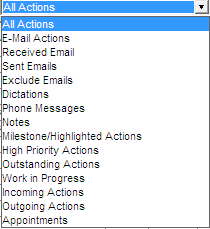 All Actions
All Actions
E-Mail Actions
Received Email
Sent Emails
Exclude Emails
Dictations
Phone Messages
Notes
Milestone/Highlighted Actions
High Priority Actions
Outstanding Actions
Work in Progress
Incoming Actions
Outgoing Actions
Appointments